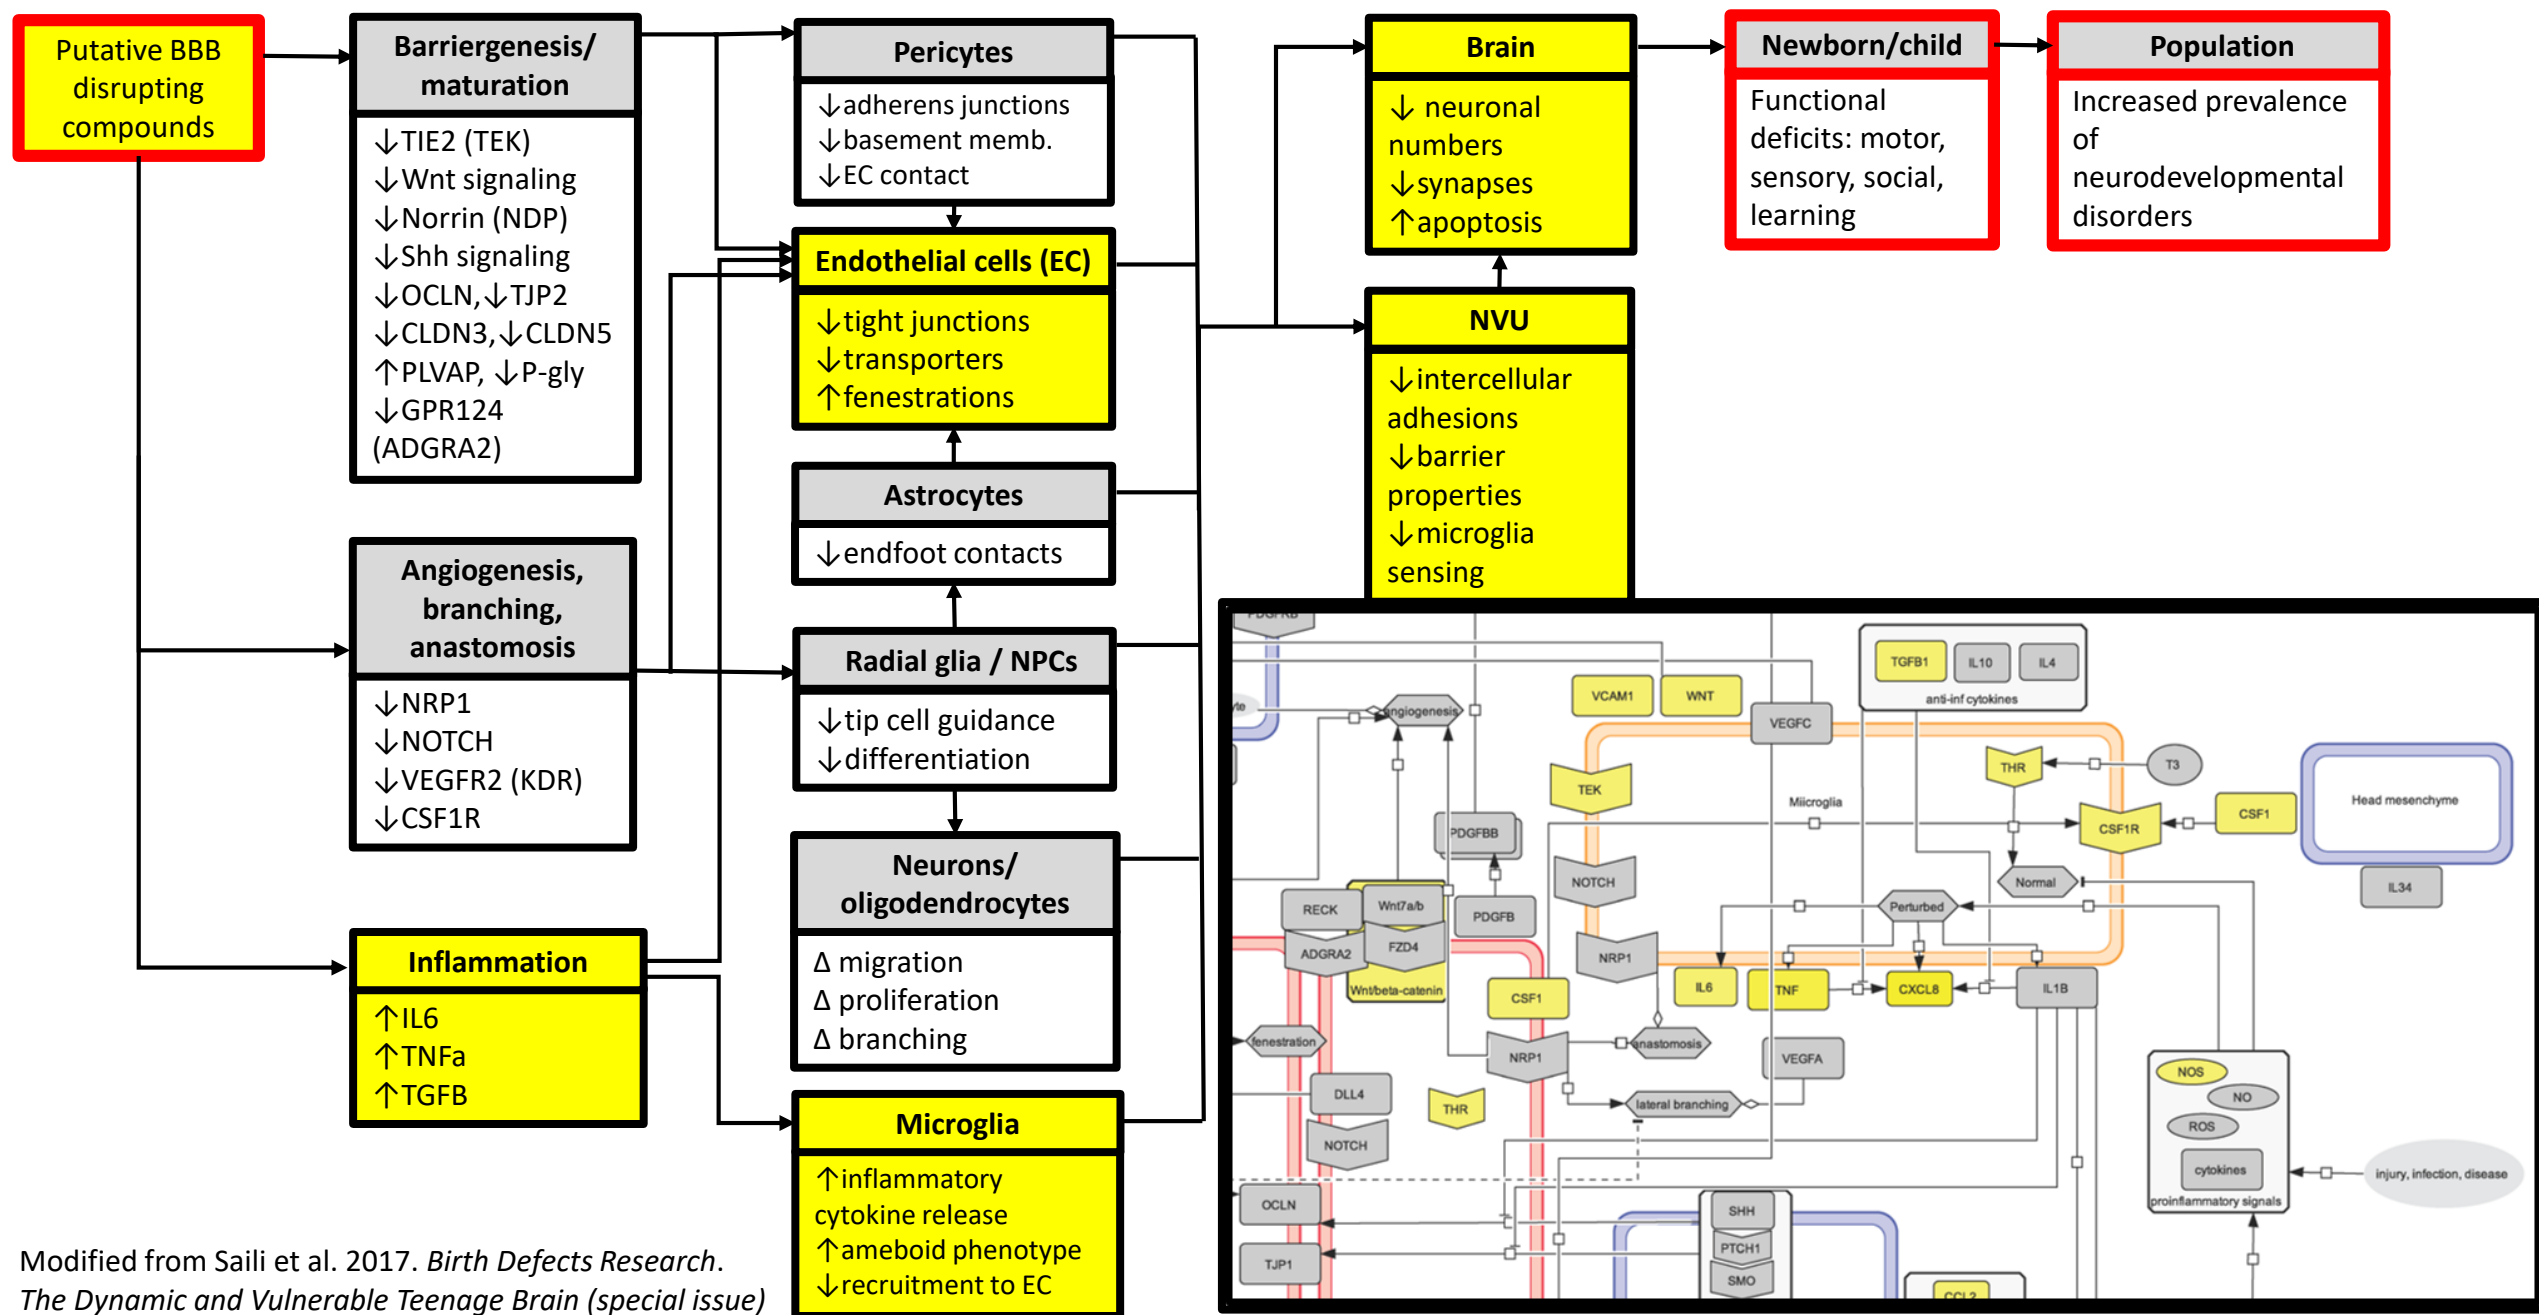 Putative BBB
disrupting
compounds
Barriergenesis/
maturation
↓TIE2 (TEK)
↓Wnt signaling
↓Norrin (NDP)
↓Shh signaling
↓OCLN,↓TJP2
↓CLDN3,↓CLDN5
↑PLVAP, ↓P-gly
↓GPR124
(ADGRA2)
Angiogenesis,
branching,
anastomosis
↓NRP1
↓NOTCH
↓VEGFR2 (KDR)
↓CSF1R
Inflammation
↑IL6
↑TNFa
↑TGFB
Pericytes
↓adherens junctions
↓basement memb.
↓EC contact
Endothelial cells (EC)
↓tight junctions
↓transporters
↑fenestrations
Astrocytes
↓endfoot contacts
Radial glia / NPCs
↓tip cell guidance
↓differentiation
Neurons/
oligodendrocytes
Δ migration
Δ proliferation
Δ branching
Microglia
↑inflammatory
cytokine release
↑ameboid phenotype
↓recruitment to EC
Brain
↓ neuronal
numbers
↓synapses
↑apoptosis
NVU
↓intercellular
adhesions
↓barrier
properties
↓microglia
sensing
Newborn/child
Functional
deficits: motor,
sensory, social,
learning
Population
Increased prevalence
of
neurodevelopmental
disorders
PDGFRB
angiogenesis
VCAM1
WNT
VEGFC
TGFB1
IL10
IL4
anti-inf cytokines
THR
T3
TEK
Miicroglia
CSF1R
CSF1
Head mesenchyme
IL34
PDGFBB
NOTCH
Normal
RECK
Wnt7a/b
PDGFB
Perturbed
ADGRA2
FZD4
NRP1
Wnt/beta-catenin
CSF1
IL6
TNF
CXCL8
IL1B
fenestration
NRP1
anastomosis
VEGFA
DLL4
THR
lateral branching
NOTCH
NOS
NO
ROS
cytokines
proinflammatory signals
injury, infection, disease
OCLN
TJP1
SHH
PTCH1
SMO
CCL2
Modified from Saili et al. 2017. Birth Defects Research.
The Dynamic and Vulnerable Teenage Brain (special issue)